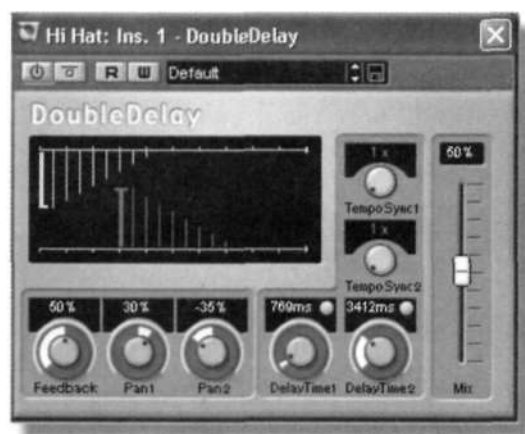 Hi Hat: Ins. 1 - DoubleDelay
R W Default
DoubleDelay
1 x
TempoSync1
1 x
TempoSync2
50%
50% 30% -35% 769ms 3412ms
Feedback Pan1 Pan2 DelayTime1 DelayTime2 Mix